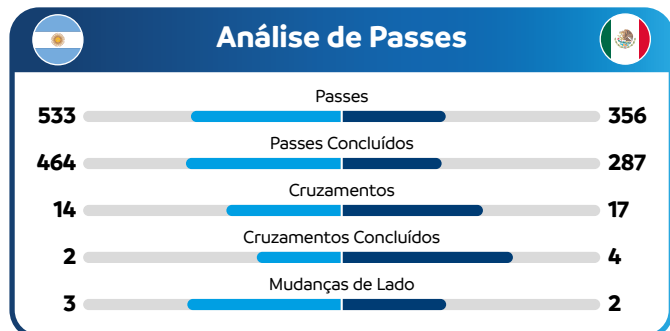 Análise de Passes
Passes
533 356
Passes Concluídos
464 287
Cruzamentos
14 17
Cruzamentos Concluídos
2 4
Mudanças de Lado
3 2